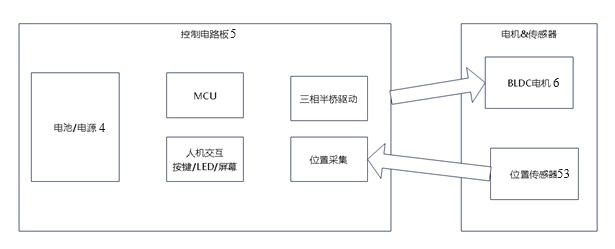 控制电路板5
电机&传感器
电池/电源 4
MCU
三相半桥驱动
BLDC电机 6
人机交互
按键/LED/屏幕
位置采集
位置传感器53